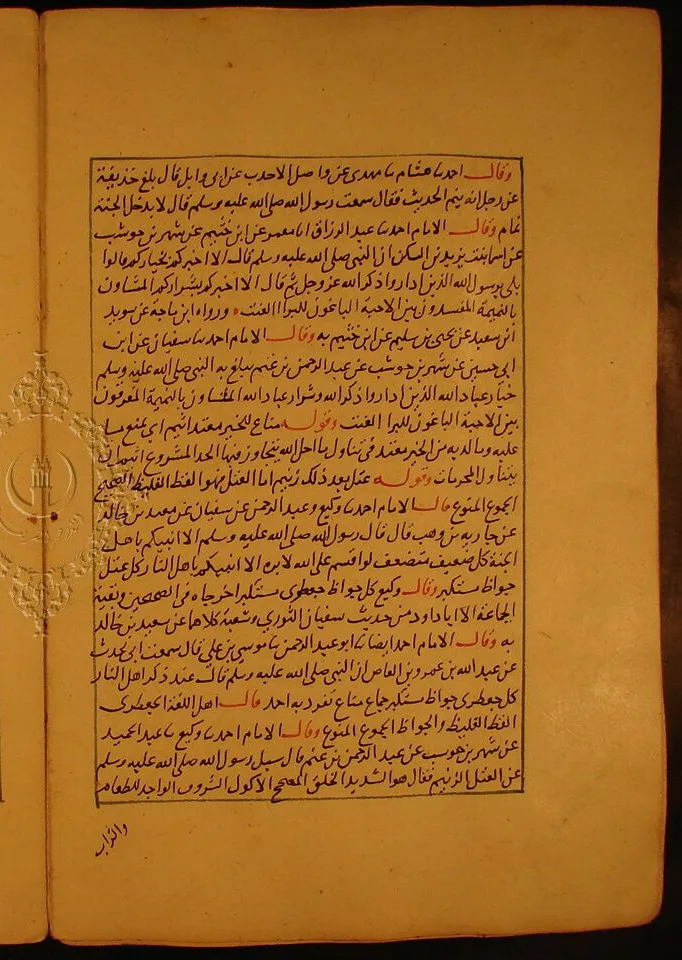 وقال احمد ثنا هشام ثنا مهدي عن واصل الاحدب عن ابي وايل قال بلغ حذيفة
عن رجل انه ينم الحديث فقال سمعت رسول الله صلى الله عليه وسلم قال لا يدخل الجنة
نمام وقال الامام احمد ثنا عبد الرزاق انا معمر عن ابن خثيم عن شهر بن حوشب
عن اسما بنت يزيد بن السكن ان النبي صلى الله عليه وسلم قال الا اخبركم بخياركم قالوا
بلى يرسول الله الذين اذا رواو ذكر الله عز وجل ثم قال الا اخبركم بشراركم المشاون
بالنميمة المفسدون بين الاحبة الباغون للبرا العنت ورواه ابن ماجة عن سويد
ابن سعيد عن يحيى بن سليم عن ابن خثيم به وقال الامام احمد ثنا سفيان عن ابن
ابي حسين عن شهر بن حوشب عن عبد الرحمن بن غنم يبلغ به النبي صلى الله عليه وسلم
خيار عباد الله الذين اذا رواو ذكر الله وشرار عباد الله المشاون بالنميمة المفرقون
بين الاحبة الباغون للبرا العنت وقوله مناع للخير معتد اثيم اي يمنع ما
عليه وما لديه من الخير معتد في تناول ما احل الله يتجاوز فيها الحد المشروع اثيم اي
يتناول المحرمات وقوله عتل بعد ذلك زنيم اما العتل فهو الفظ الغليظ الصحيح
الجموع المنوع قال الامام احمد ثنا وكيع وعبد الرحمن عن سفيان عن معبد بن خالد
عن حارثه بن وهب قال قال رسول الله صلى الله عليه وسلم الا انبيكم باهل
الجنة كل ضعيف متضعف لو اقسم على الله لابره الا انبيكم باهل النار كل عتل
جواظ مستكبر وقال وكيع كل جواظ جعظري مستكبر اخرجاه في الصحيحين وبقية
الجماعة الا ابا داود من حديث سفيان الثوري وشعبة كلاهما عن سعيد بن خالد
به وقال الامام احمد ايضا ثنا ابو عبد الرحمن ثنا موسى بن علي قال سمعت ابي يحدث
عن عبد الله بن عمرو بن العاص ان النبي صلى الله عليه وسلم قال عند ذكر اهل النار
كل جعظري جواظ مستكبر جماع مناع تفرد به احمد قال اهل اللغة الجعظري
الفظ الغليظ والجواظ الجموع المنوع وقال الامام احمد ثنا وكيع ثنا عبد الحميد
عن شهر بن حوشب عن عبد الرحمن بن غنم قال سيل رسول الله صلى الله عليه وسلم
عن العتل الزنيم فقال هو الشديد الخلق المصحح الاكول الشروب الواجد للطعام
والشراب